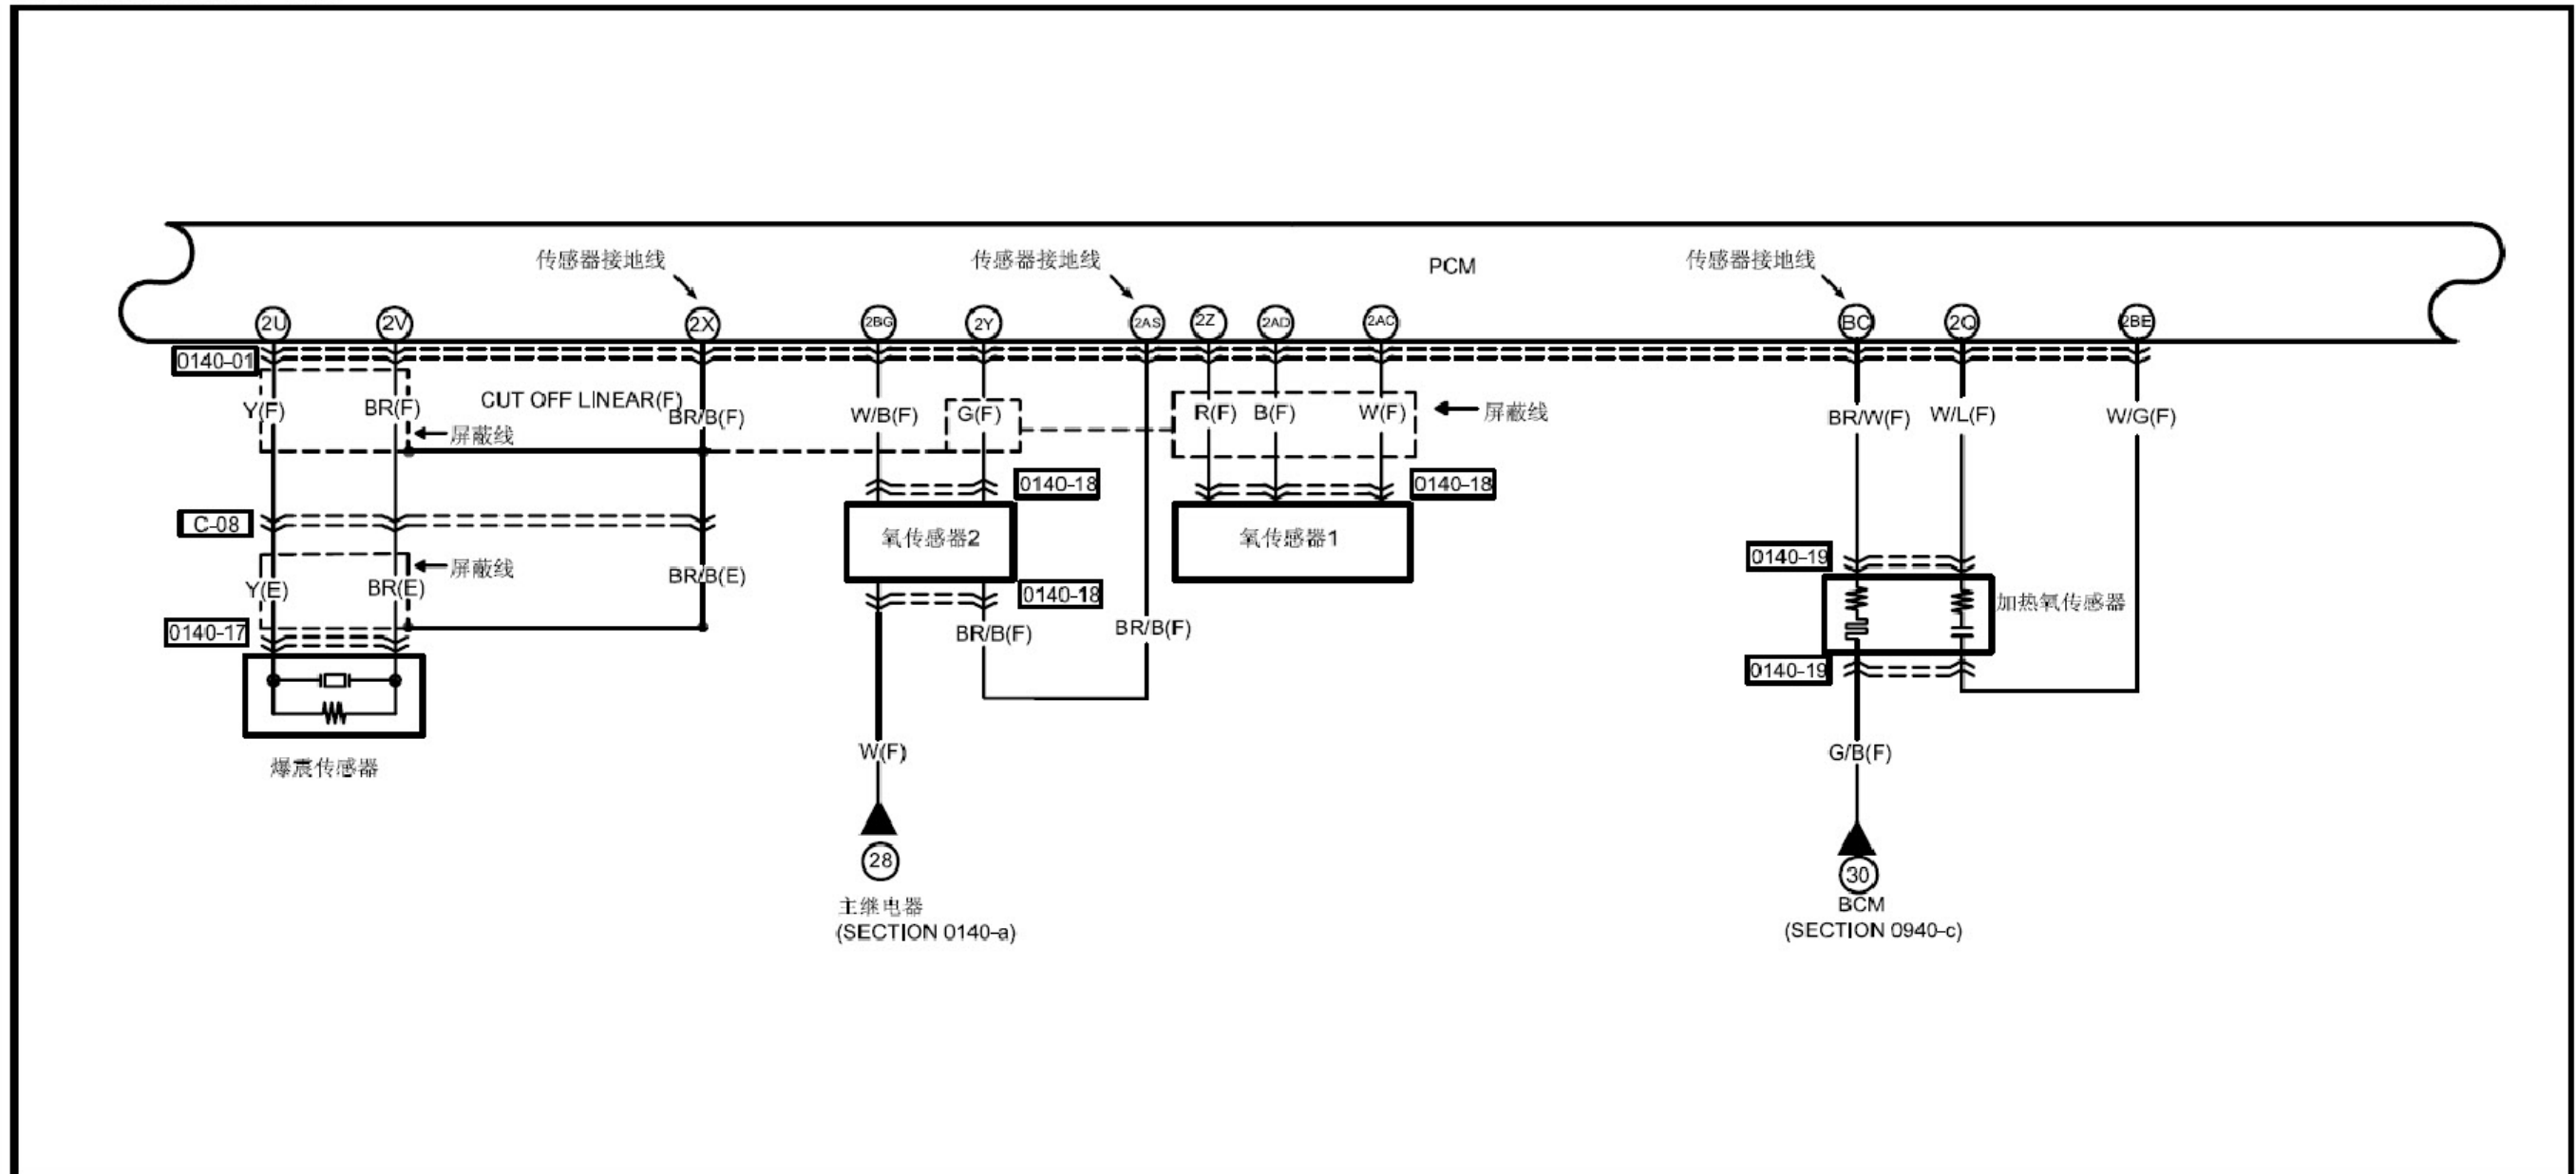 传感器接地线
传感器接地线
PCM
传感器接地线
2U
2V
2X
2BG
2Y
2AS
2Z
2AD
2AC
BC
2Q
2BE
0140-01
Y(F)
BR(F)
CUT OFF LINEAR(F)
BR/B(F)
W/B(F)
G(F)
R(F)
B(F)
W(F)
屏蔽线
BR/W(F)
W/L(F)
W/G(F)
屏蔽线
0140-18
0140-18
C-08
氧传感器2
氧传感器1
0140-19
屏蔽线
Y(E)
BR(E)
BR/B(E)
0140-18
加热氧传感器
0140-17
BR/B(F)
BR/B(F)
0140-19
爆震传感器
W(F)
G/B(F)
28
30
主继电器
(SECTION 0140-a)
BCM
(SECTION 0940-c)